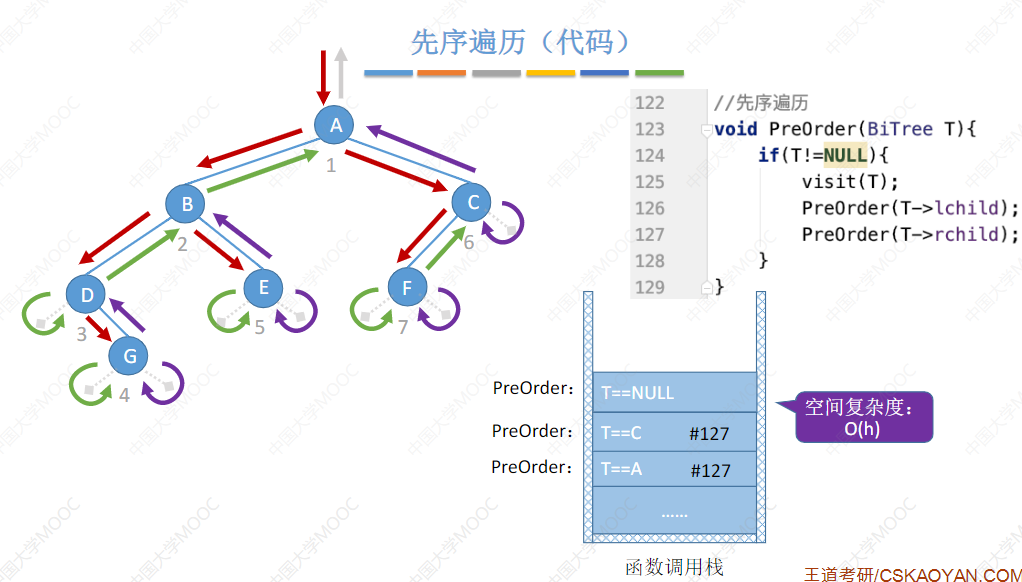 先序遍历（代码）
A
1
B
2
C
6
D
3
E
5
F
7
G
4
122 //先序遍历
123 void PreOrder(BiTree T){
124 if(T!=NULL){
125 visit(T);
126 PreOrder(T->lchild);
127 PreOrder(T->rchild);
128 }
129 }
PreOrder: T==NULL
PreOrder: T==C #127
PreOrder: T==A #127
......
函数调用栈
空间复杂度：
O(h)
王道考研/CSKAOYAN.COM
中国大学MOOC